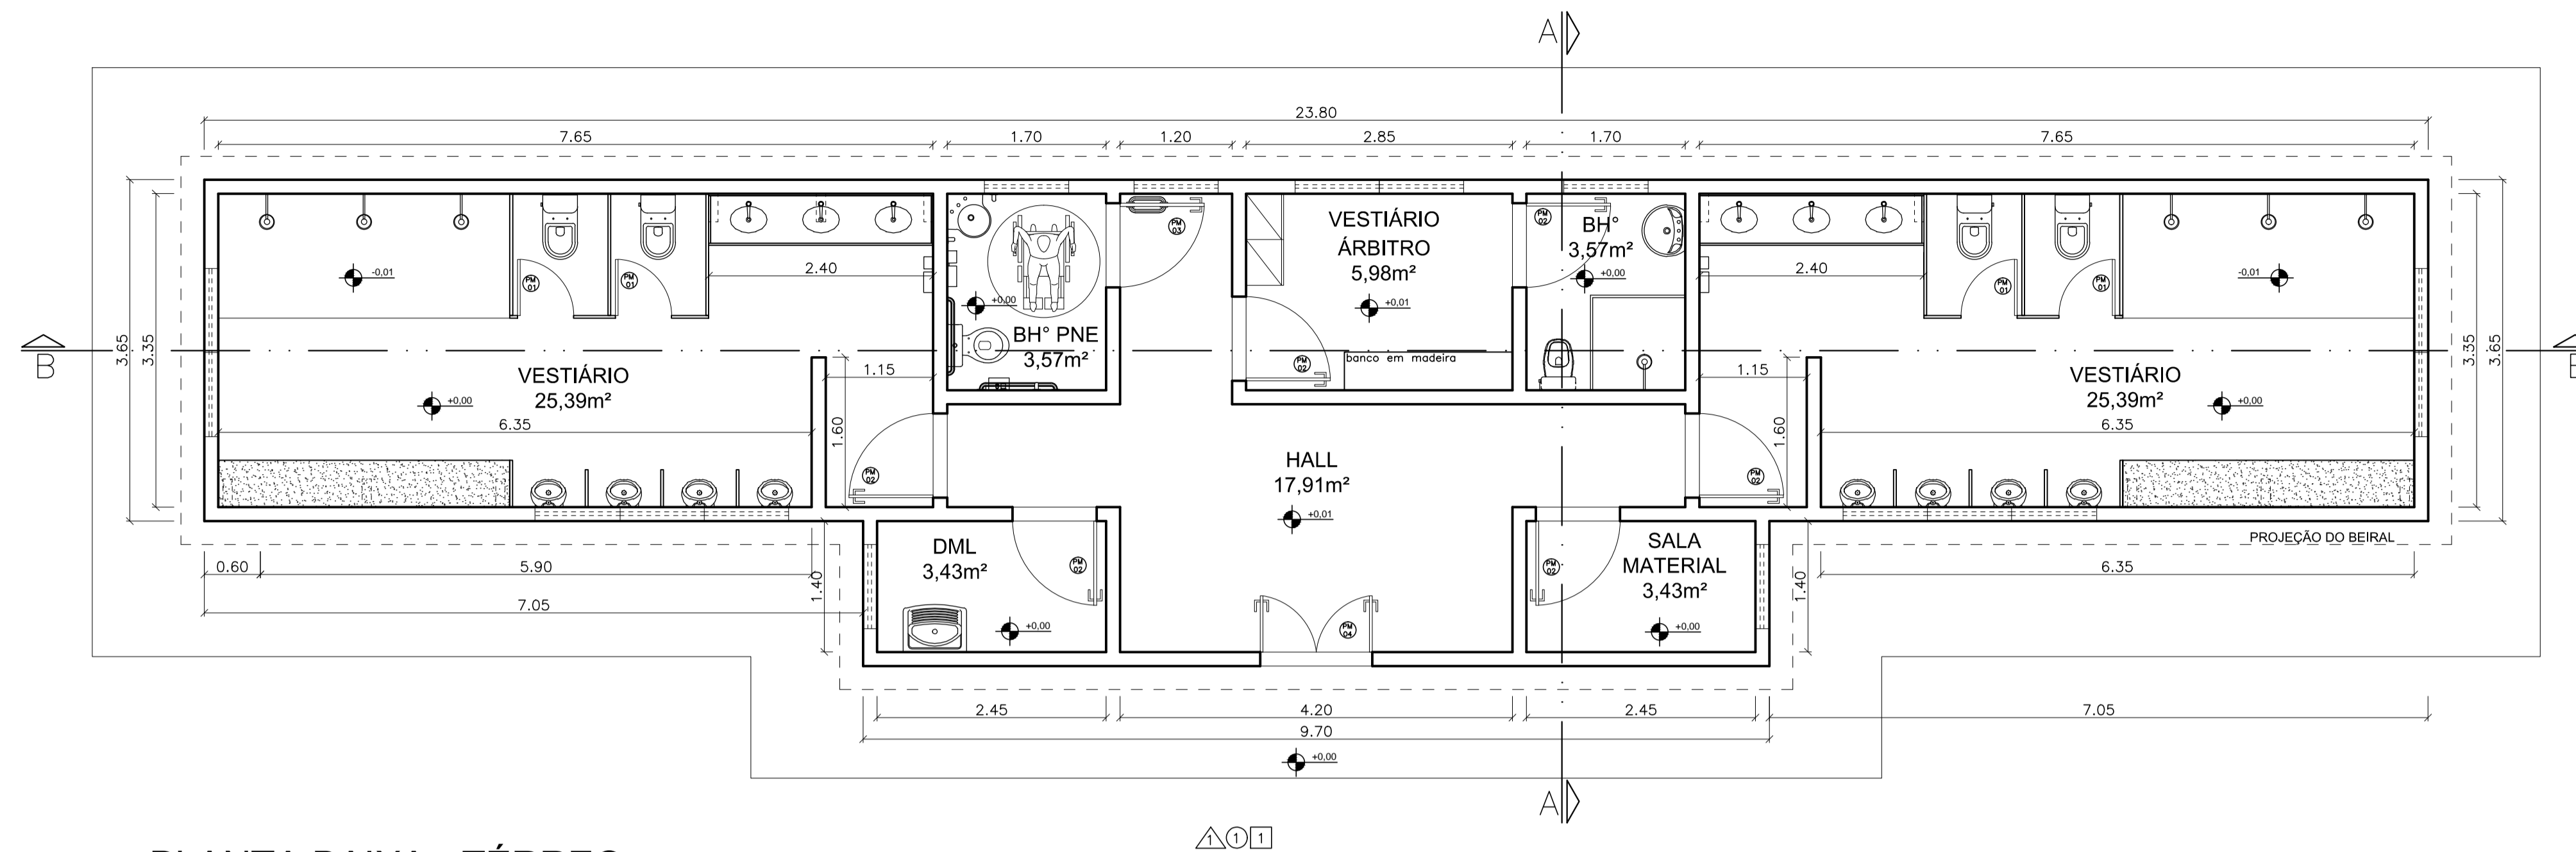 A
23.80
7.65
1.70
1.20
2.85
1.70
7.65
3.65
3.35
PM 03
VESTIÁRIO
ÁRBITRO
5,98m²
+0,01
PM 02
BH°
3,57m²
+0,00
-0,01
PM 01
PM 01
2.40
+0,00
BH° PNE
3,57m²
2.40
PM 01
PM 01
-0,01
3.35
3.65
B
VESTIÁRIO
25,39m²
+0,00
6.35
1.15
1.60
PM 02
PM 02
banco em madeira
1.15
1.60
PM 02
VESTIÁRIO
25,39m²
+0,00
6.35
HALL
17,91m²
+0,01
DML
3,43m²
+0,00
PM 02
PM 02
SALA
MATERIAL
3,43m²
+0,00
PM 04
PROJEÇÃO DO BEIRAL
0.60
5.90
1.40
7.05
1.40
6.35
2.45
4.20
2.45
7.05
9.70
+0,00
A
1 1 1